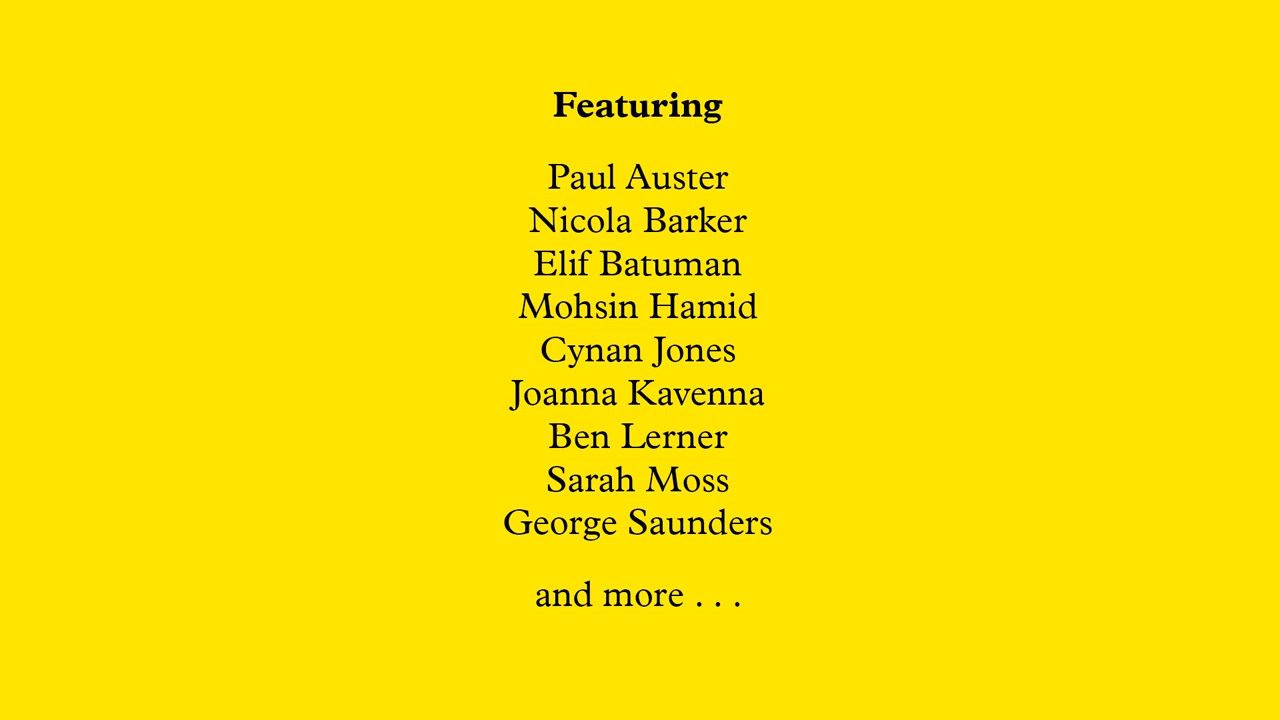 Featuring
Paul Auster
Nicola Barker
Elif Batuman
Mohsin Hamid
Cynan Jones
Joanna Kavenna
Ben Lerner
Sarah Moss
George Saunders
and more . . .